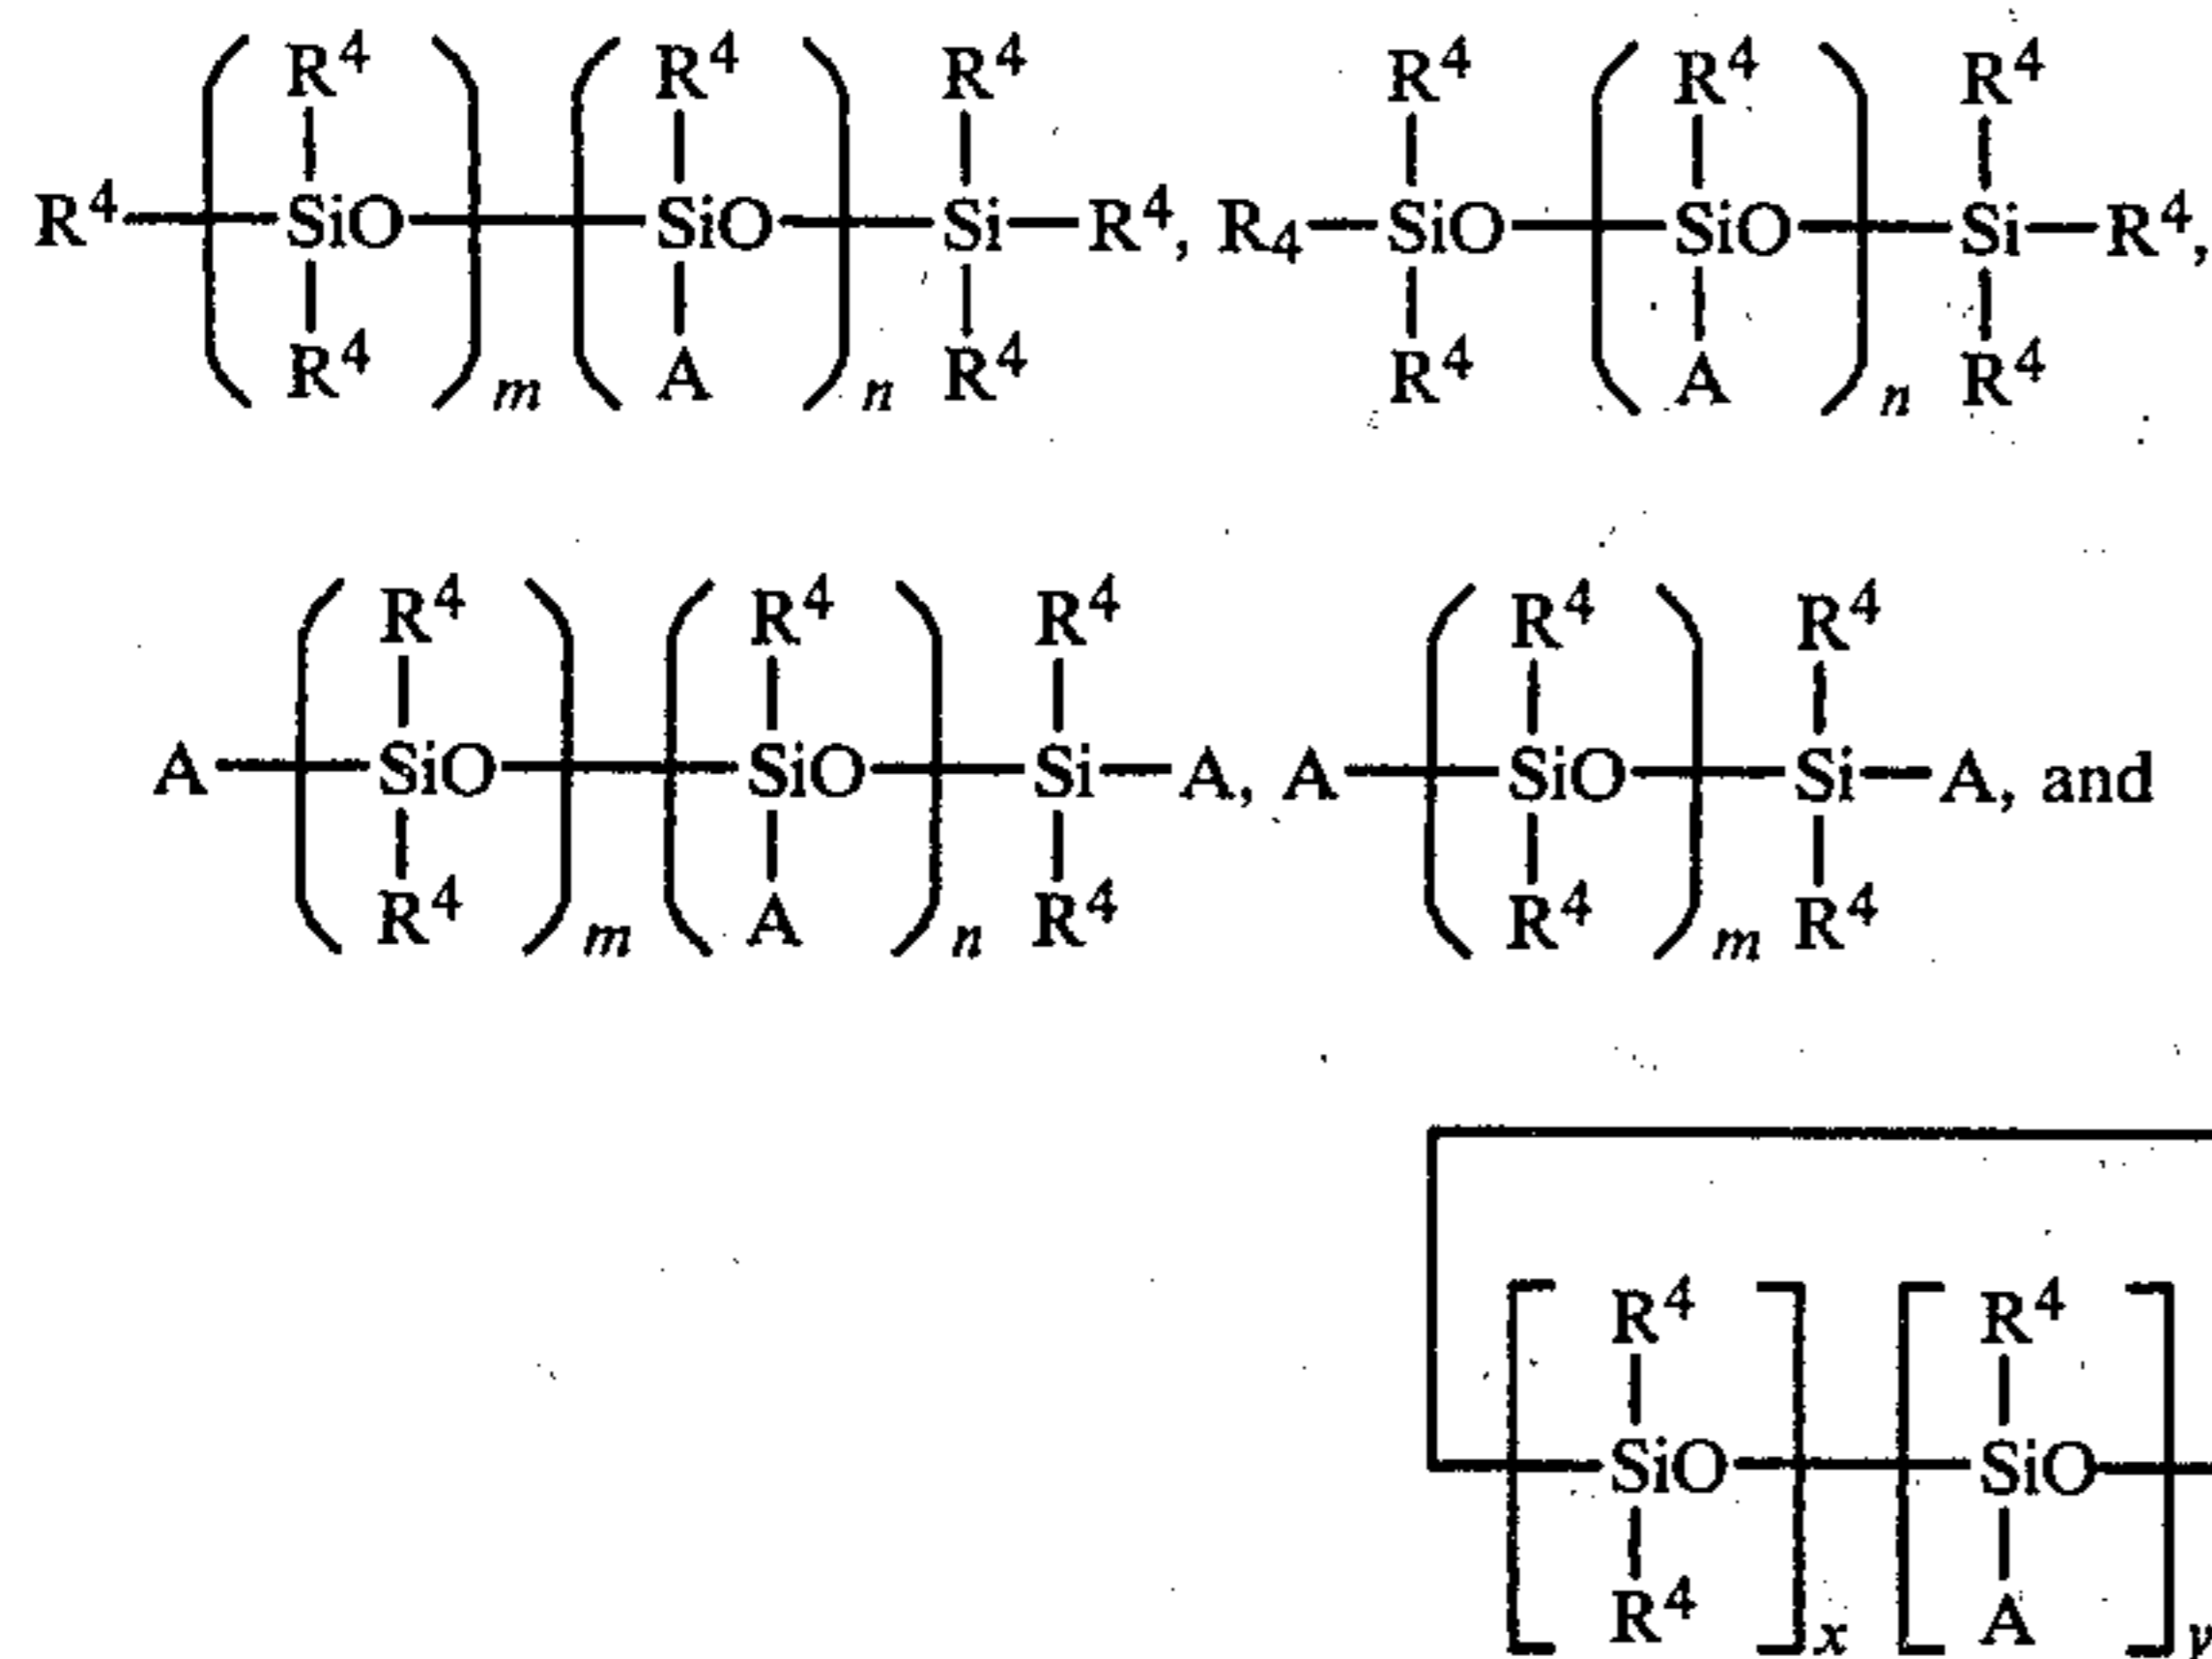 R⁴ R⁴ R⁴ R⁴ R⁴ R⁴
R⁴ SiO SiO Si R⁴, R₄ SiO SiO Si R⁴,
R⁴ m A n R⁴ R⁴ A n R⁴
R⁴ R⁴ R⁴ R⁴ R⁴
A SiO SiO Si A, A SiO Si A, and
R⁴ m A n R⁴ R⁴ m R⁴
R⁴ R⁴
SiO SiO
R⁴ x A y